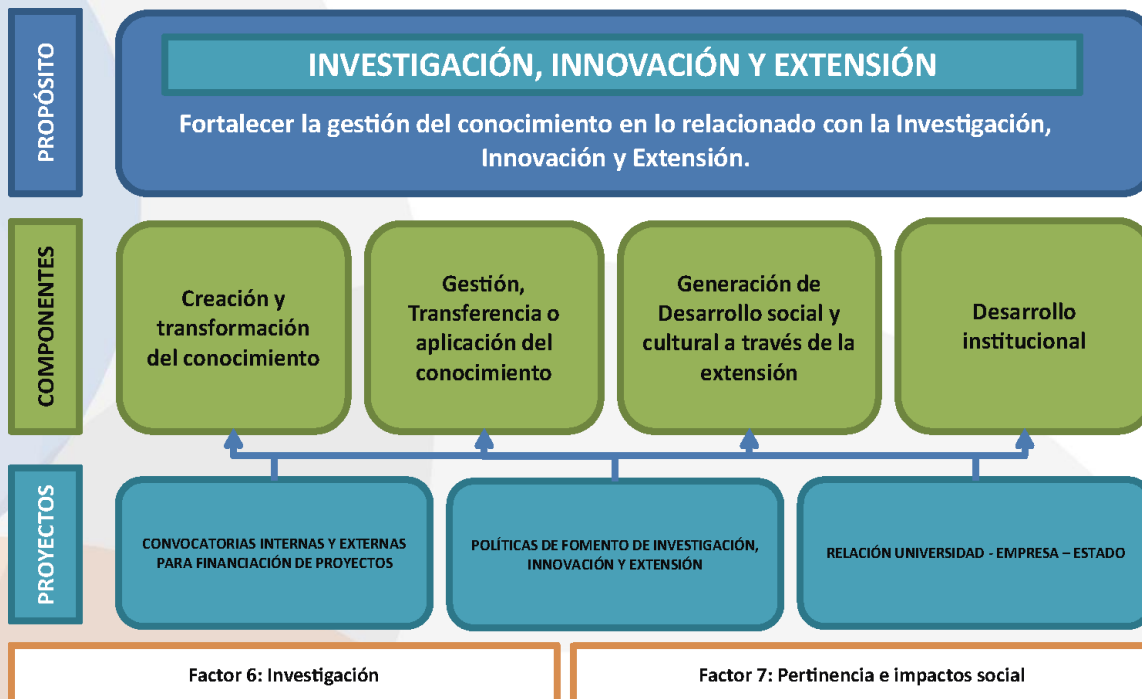 PROPÓSITO
INVESTIGACIÓN, INNOVACIÓN Y EXTENSIÓN
Fortalecer la gestión del conocimiento en lo relacionado con la Investigación,
Innovación y Extensión.
COMPONENTES
Creación y
transformación
del conocimiento
Gestión,
Transferencia o
aplicación del
conocimiento
Generación de
Desarrollo social y
cultural a través de la
extensión
Desarrollo
institucional
PROYECTOS
CONVOCATORIAS INTERNAS Y EXTERNAS
PARA FINANCIACIÓN DE PROYECTOS
POLÍTICAS DE FOMENTO DE INVESTIGACIÓN,
INNOVACIÓN Y EXTENSIÓN
RELACIÓN UNIVERSIDAD - EMPRESA – ESTADO
Factor 6: Investigación
Factor 7: Pertinencia e impactos social